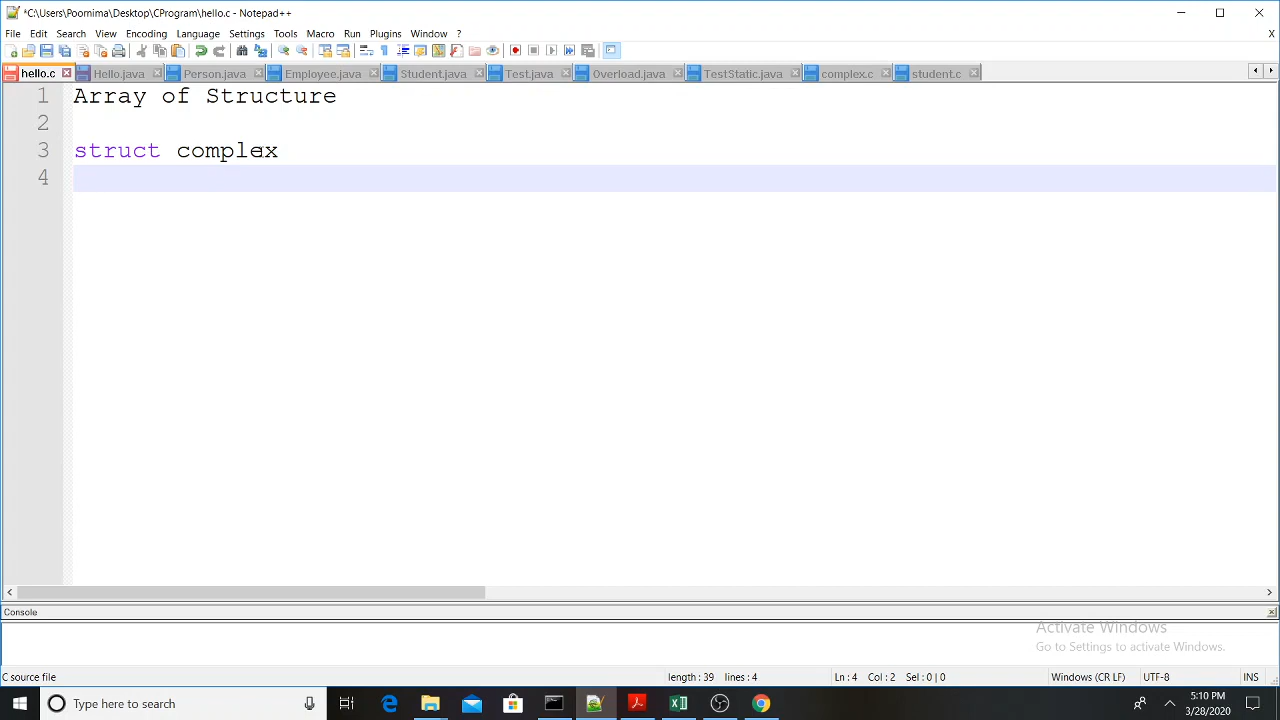 *C:\Users\Poornima\Desktop\CProgram\hello.c - Notepad++
File Edit Search View Encoding Language Settings Tools Macro Run Plugins Window ? X
hello.c Hello.java Person.java Employee.java Student.java Test.java Overload.java TestStatic.java complex.c student.c
1 Array of Structure
2
3 struct complex
4
Console
Activate Windows
Go to Settings to activate Windows.
C source file length : 39 lines : 4 Ln : 4 Col : 2 Sel : 0 | 0 Windows (CR LF) UTF-8 INS
Type here to search
5:10 PM
3/28/2020